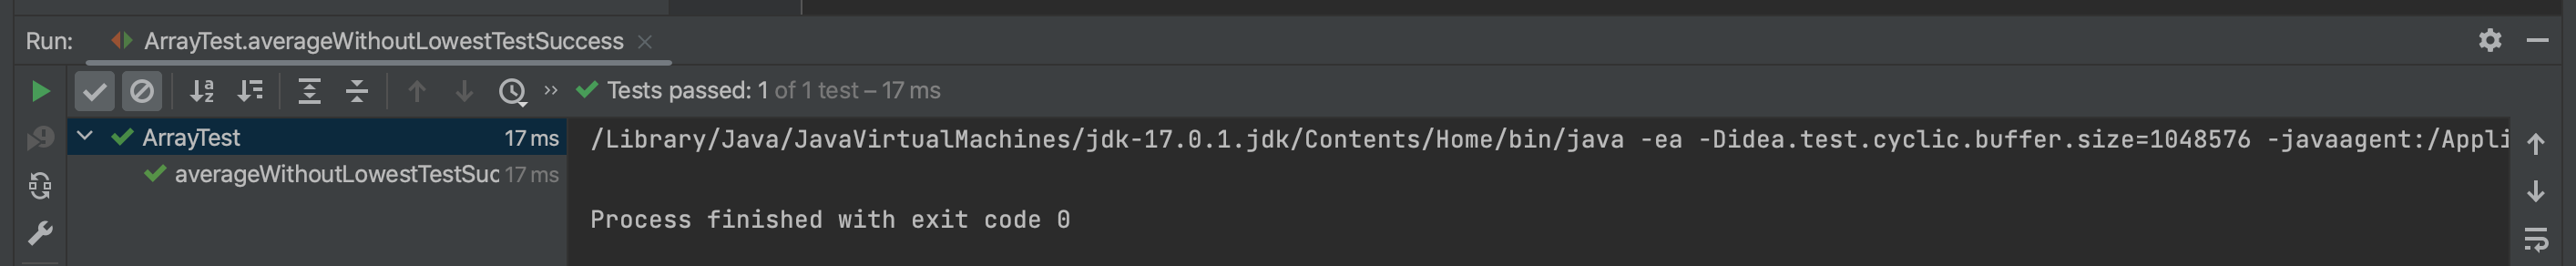 Run: ArrayTest.averageWithoutLowestTestSuccess
Tests passed: 1 of 1 test – 17 ms
ArrayTest 17 ms
averageWithoutLowestTestSuc 17 ms
/Library/Java/JavaVirtualMachines/jdk-17.0.1.jdk/Contents/Home/bin/java -ea -Didea.test.cyclic.buffer.size=1048576 -javaagent:/Appli
Process finished with exit code 0